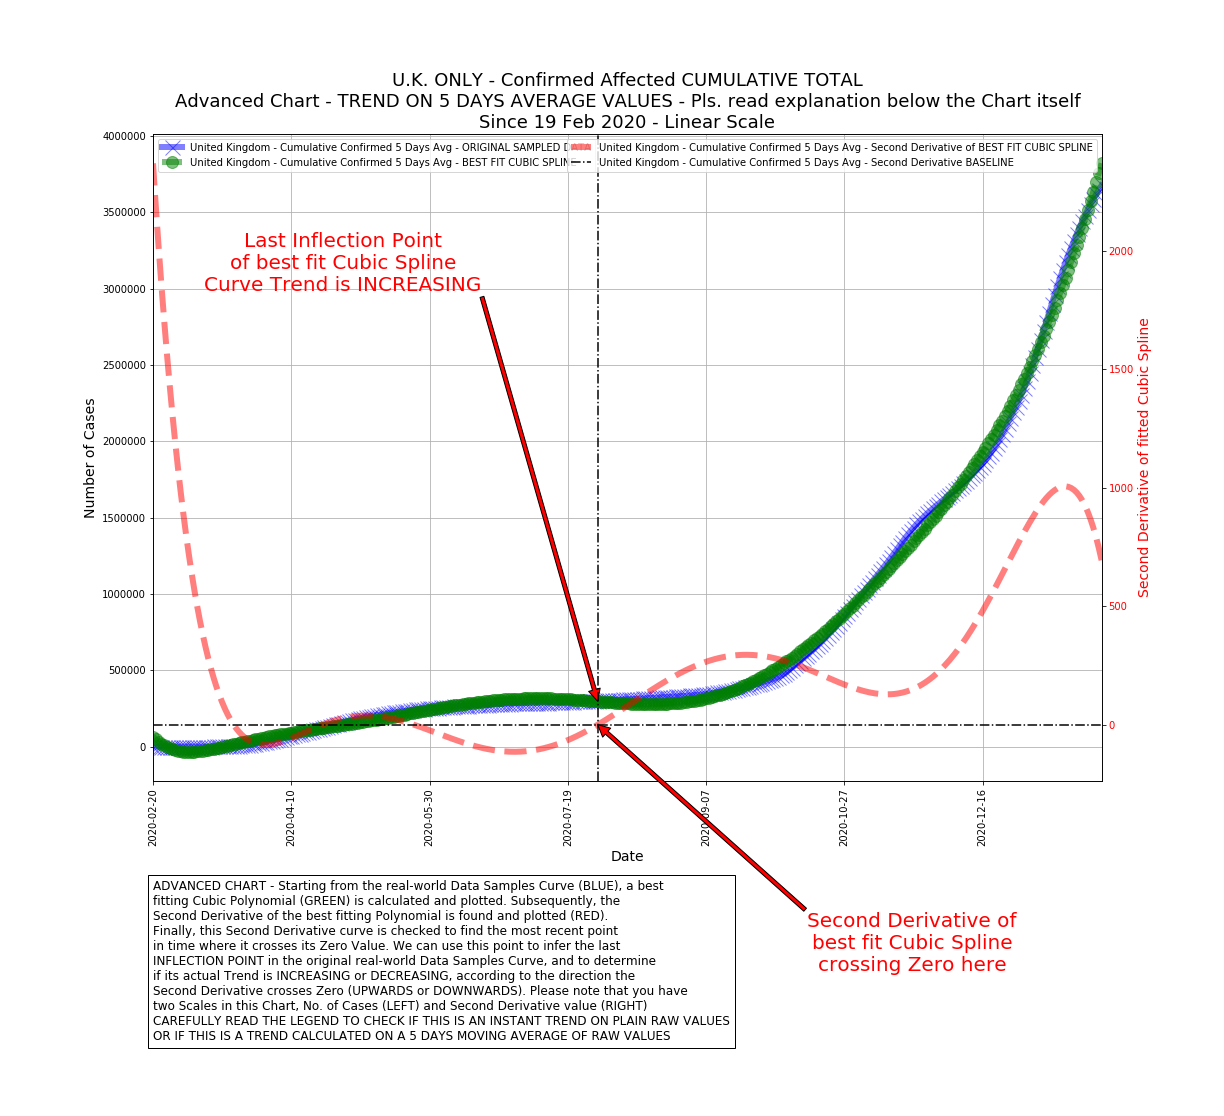 U.K. ONLY - Confirmed Affected CUMULATIVE TOTAL
Advanced Chart - TREND ON 5 DAYS AVERAGE VALUES - Pls. read explanation below the Chart itself
Since 19 Feb 2020 - Linear Scale
United Kingdom - Cumulative Confirmed 5 Days Avg - ORIGINAL SAMPLED
United Kingdom - Cumulative Confirmed 5 Days Avg - BEST FIT CUBIC
United Kingdom - Cumulative Confirmed 5 Days Avg - Second Derivative of BEST FIT CUBIC SPLINE
United Kingdom - Cumulative Confirmed 5 Days Avg - Second Derivative BASELINE
Last Inflection Point
of best fit Cubic Spline
Curve Trend is INCREASING
Number of Cases
4000000
3500000
3000000
2500000
2000000
1500000
1000000
500000
0
Second Derivative of fitted Cubic Spline
2000
1500
1000
500
0
2020-02-20
2020-04-10
2020-05-30
2020-07-19
2020-09-07
2020-10-27
2020-12-16
Date
ADVANCED CHART - Starting from the real-world Data Samples Curve (BLUE), a best
fitting Cubic Polynomial (GREEN) is calculated and plotted. Subsequently, the
Second Derivative of the best fitting Polynomial is found and plotted (RED).
Finally, this Second Derivative curve is checked to find the most recent point
in time where it crosses its Zero Value. We can use this point to infer the last
INFLECTION POINT in the original real-world Data Samples Curve, and to determine
if its actual Trend is INCREASING or DECREASING, according to the direction the
Second Derivative crosses Zero (UPWARDS or DOWNWARDS). Please note that you have
two Scales in this Chart, No. of Cases (LEFT) and Second Derivative value (RIGHT)
CAREFULLY READ THE LEGEND TO CHECK IF THIS IS AN INSTANT TREND ON PLAIN RAW VALUES
OR IF THIS IS A TREND CALCULATED ON A 5 DAYS MOVING AVERAGE OF RAW VALUES
Second Derivative of
best fit Cubic Spline
crossing Zero here